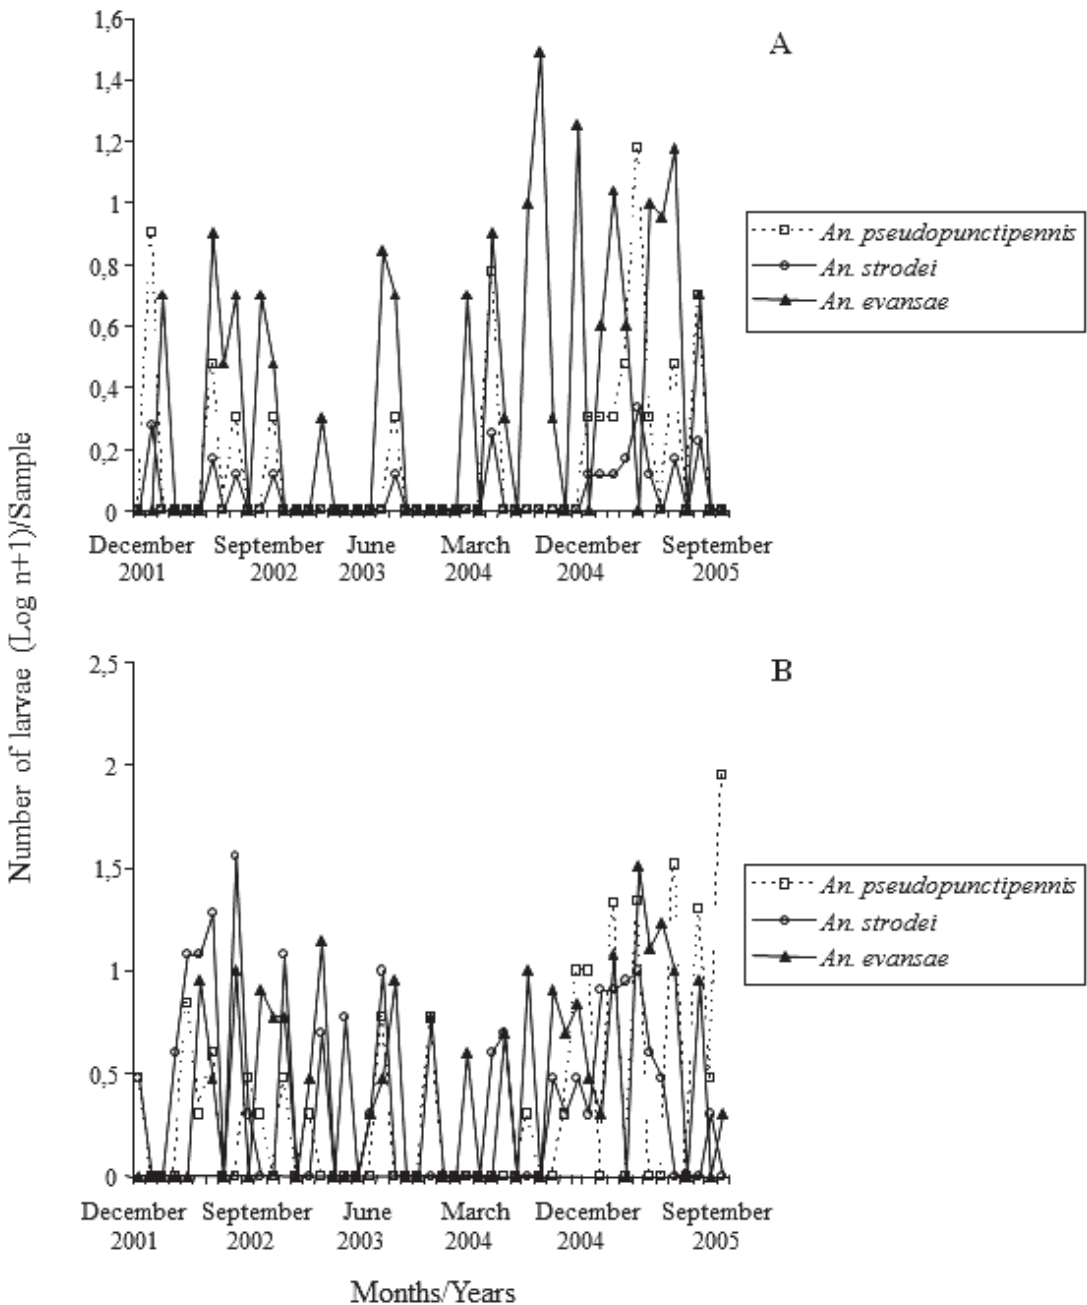 A
1,6
1,4
1,2
1
0,8
0,6
0,4
0,2
0
December September June March December September
2001 2002 2003 2004 2004 2005
An. pseudopunctipennis
An. strodei
An. evansae
Number of larvae (Log n+1)/Sample
B
2,5
2
1,5
1
0,5
0
December September June March December September
2001 2002 2003 2004 2004 2005
An. pseudopunctipennis
An. strodei
An. evansae
Months/Years